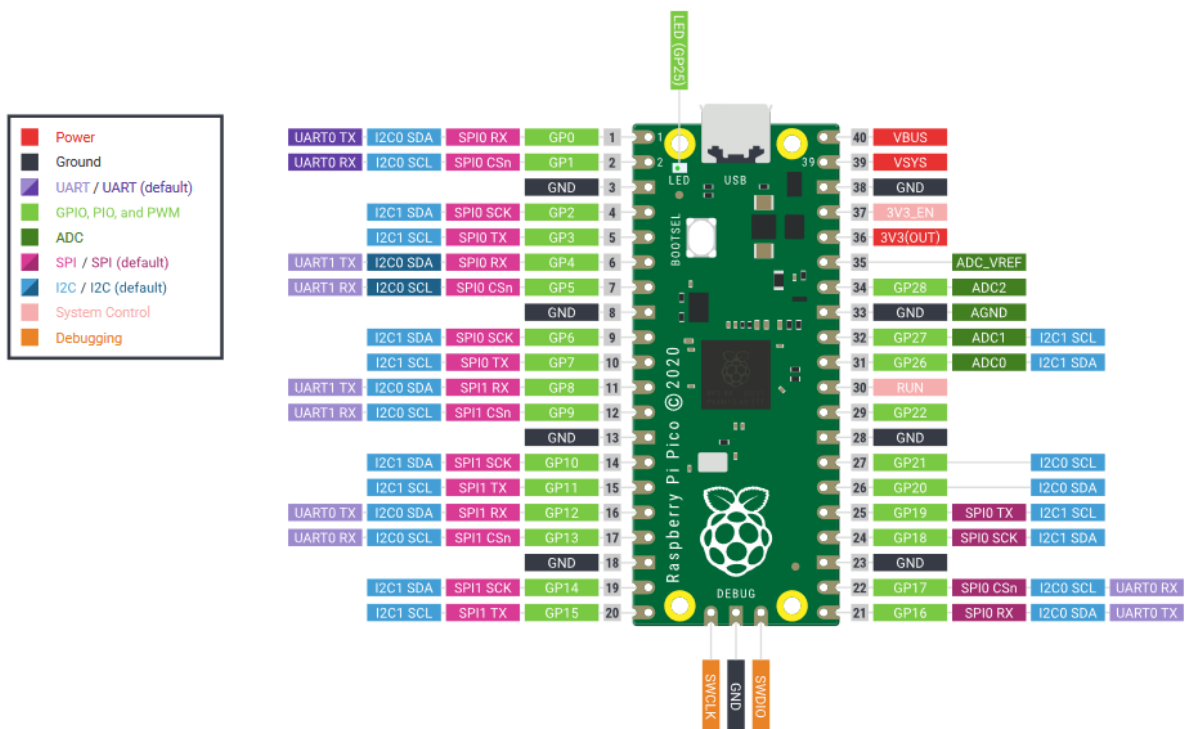 LED (GP25)
Power
Ground
UART / UART (default)
GPIO, PIO, and PWM
ADC
SPI / SPI (default)
I2C / I2C (default)
System Control
Debugging
UART0 TX I2C0 SDA SPI0 RX GP0 1
UART0 RX I2C0 SCL SPI0 CSn GP1 2
GND 3
I2C1 SDA SPI0 SCK GP2 4
I2C1 SCL SPI0 TX GP3 5
UART1 TX I2C0 SDA SPI0 RX GP4 6
UART1 RX I2C0 SCL SPI0 CSn GP5 7
GND 8
I2C1 SDA SPI0 SCK GP6 9
I2C1 SCL SPI0 TX GP7 10
UART1 TX I2C0 SDA SPI1 RX GP8 11
UART1 RX I2C0 SCL SPI1 CSn GP9 12
GND 13
I2C1 SDA SPI1 SCK GP10 14
I2C1 SCL SPI1 TX GP11 15
UART0 TX I2C0 SDA SPI1 RX GP12 16
UART0 RX I2C0 SCL SPI1 CSn GP13 17
GND 18
I2C1 SDA SPI1 SCK GP14 19
I2C1 SCL SPI1 TX GP15 20
1
2
39
LED
USB
BOOTSEL
Raspberry Pi Pico ©2020
DEBUG
40 VBUS
39 VSYS
38 GND
37 3V3_EN
36 3V3(OUT)
35 ADC_VREF
34 GP28 ADC2
33 GND AGND
32 GP27 ADC1 I2C1 SCL
31 GP26 ADC0 I2C1 SDA
30 RUN
29 GP22
28 GND
27 GP21 I2C0 SCL
26 GP20 I2C0 SDA
25 GP19 SPI0 TX I2C1 SCL
24 GP18 SPI0 SCK I2C1 SDA
23 GND
22 GP17 SPI0 CSn I2C0 SCL UART0 RX
21 GP16 SPI0 RX I2C0 SDA UART0 TX
SWCLK
GND
SWDIO